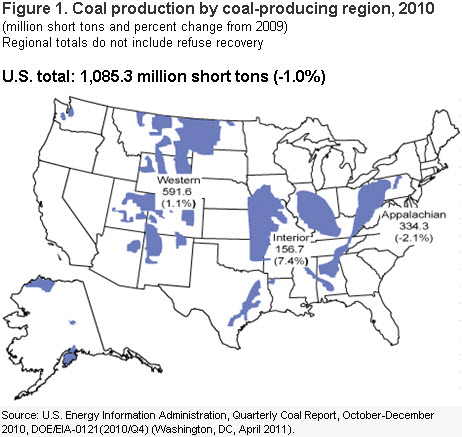 Figure 1. Coal production by coal-producing region, 2010
(million short tons and percent change from 2009)
Regional totals do not include refuse recovery
U.S. total: 1,085.3 million short tons (-1.0%)
Western
591.6
(1.1%)
Appalachian
334.3
(-2.1%)
Interior
156.7
(7.4%)
Source: U.S. Energy Information Administration, Quarterly Coal Report, October-December
2010, DOE/EIA-0121(2010/Q4) (Washington, DC, April 2011).